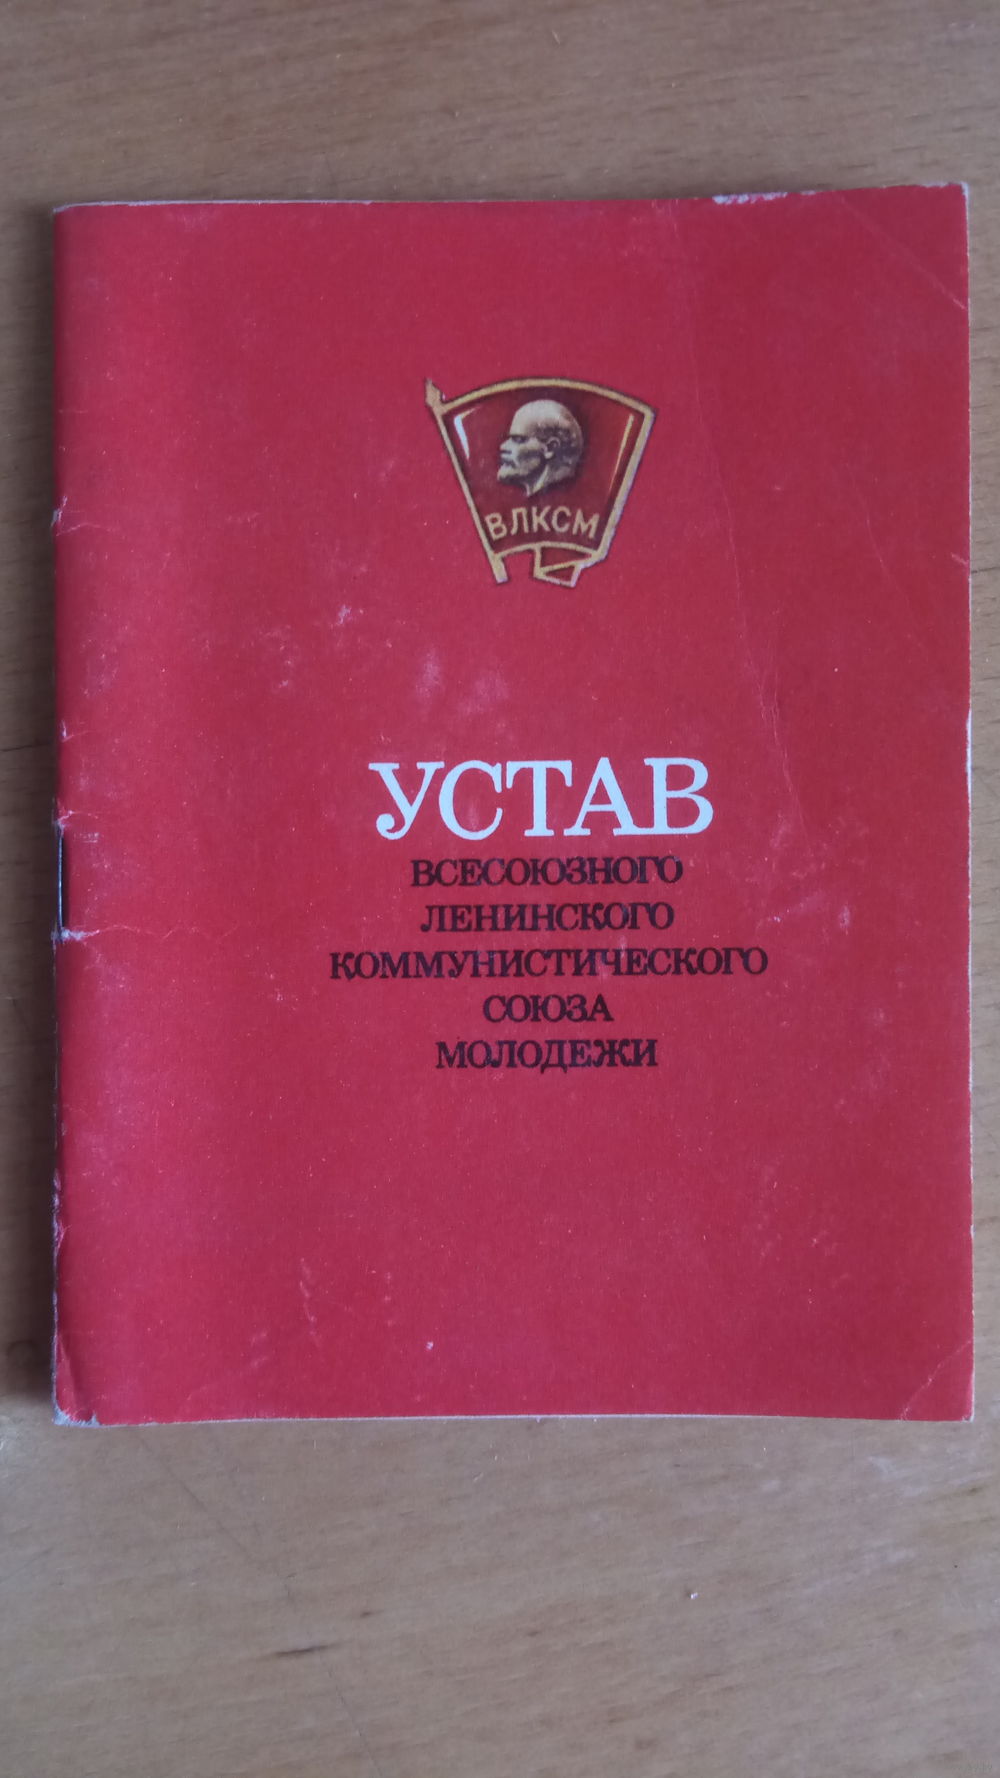 ВЛКСМ
УСТАВ
ВСЕСОЮЗНОГО
ЛЕНИНСКОГО
КОММУНИСТИЧЕСКОГО
СОЮЗА
МОЛОДЕЖИ